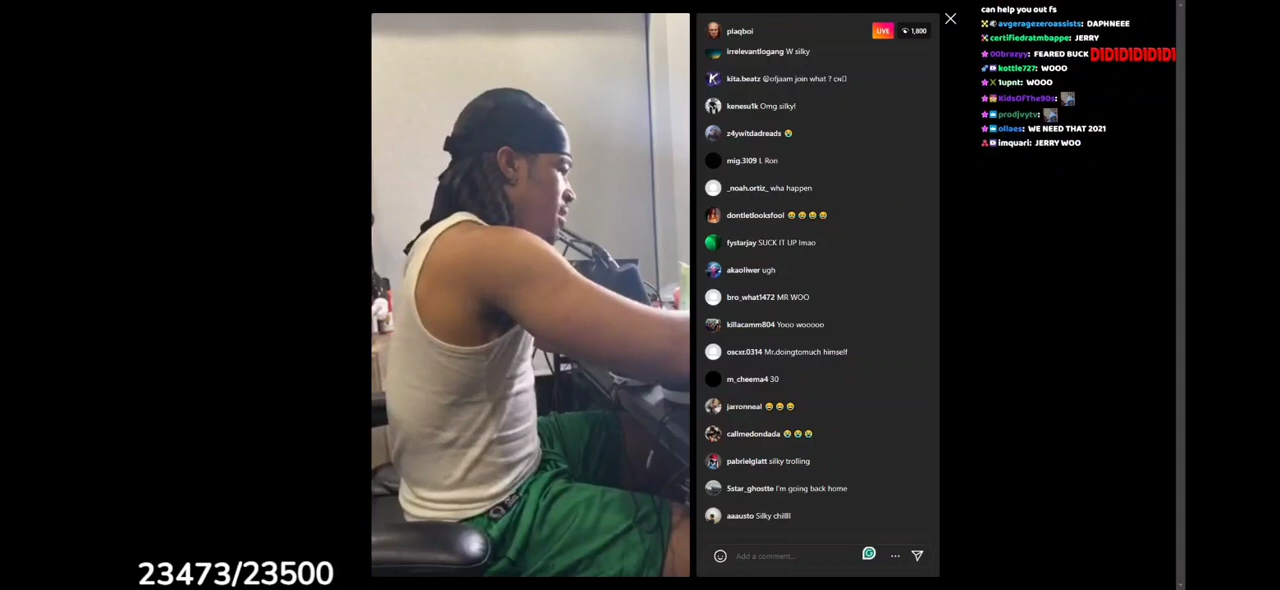 plaqboi
LIVE
1,800
irrelevantlogang W silky
kita.beatz @ofjaam join what ?
kenesu1k Omg silky!
z4ywitdadreads 😭
mig.3l09 L Ron
_noah.ortiz_ wha happen
dontletlooksfool
fystarjay SUCK IT UP lmao
akaoliwer ugh
bro_what1472 MR WOO
killacamm804 Yooo wooooo
oscxr.0314 Mr.doingtomuch himself
m_cheema4 30
jarronneal
callmedondada 😭 😭 😭
pabrielglatt silky trolling
5star_ghostte I'm going back home
aaausto Silky chillll
Add a comment...
can help you out fs
avgeragezeroassists: DAPHNEEE
certifiedratmbappe: JERRY
00brazyy: FEARED BUCK DIDIDIDIDIDI
kottle727: WOOO
1upnt: WOOO
KidsOfThe90s:
prodjvytv:
ollaes: WE NEED THAT 2021
imquari: JERRY WOO
23473/23500